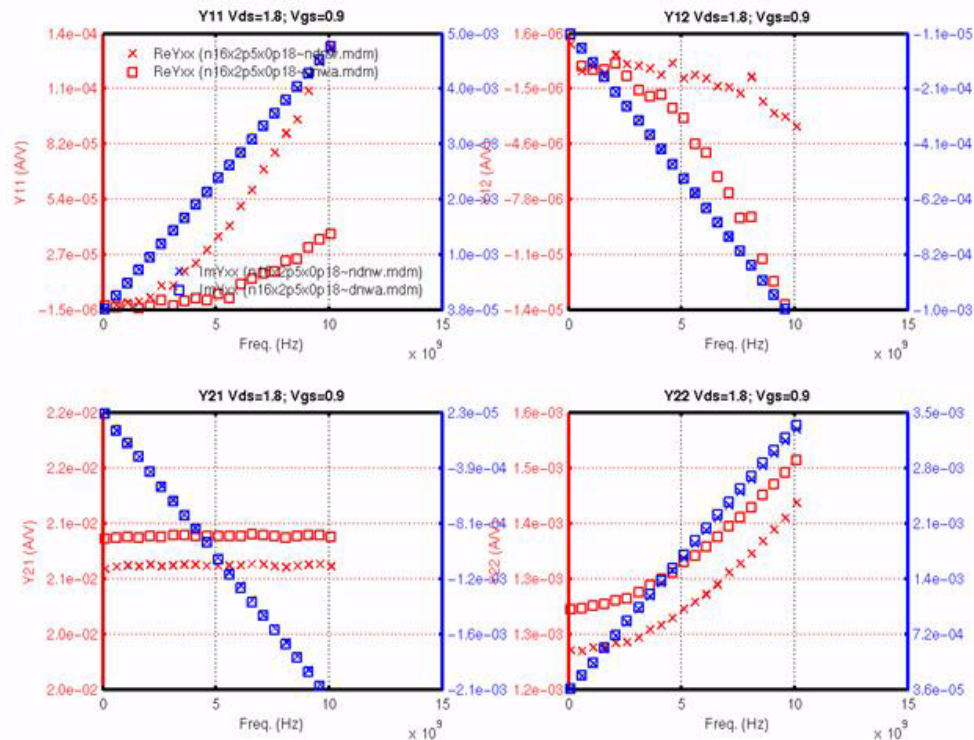 Y11 Vds=1.8; Vgs=0.9
1.4e-04
1.1e-04
8.2e-05
5.4e-05
2.7e-05
-1.5e-06
Y11 (A/V)
ReYxx (n16x2p5x0p18~ndnw.mdm)
ReYxx (n16x2p5x0p18~dnwa.mdm)
ImYxx (n16x2p5x0p18~ndnw.mdm)
ImYxx (n16x2p5x0p18~dnwa.mdm)
5.0e-03
4.0e-03
3.0e-03
2.0e-03
1.0e-03
3.8e-05
0 5 10 15
Freq. (Hz)
x 10^9
Y12 Vds=1.8; Vgs=0.9
1.6e-06
-1.5e-06
-4.6e-06
-7.8e-06
-1.1e-05
-1.4e-05
Y12 (A/V)
-1.1e-05
-2.1e-04
-4.1e-04
-6.2e-04
-8.2e-04
-1.0e-03
0 5 10 15
Freq. (Hz)
x 10^9
Y21 Vds=1.8; Vgs=0.9
2.2e-02
2.2e-02
2.1e-02
2.1e-02
2.0e-02
2.0e-02
Y21 (A/V)
2.3e-05
-3.9e-04
-8.1e-04
-1.2e-03
-1.6e-03
-2.1e-03
0 5 10 15
Freq. (Hz)
x 10^9
Y22 Vds=1.8; Vgs=0.9
1.6e-03
1.5e-03
1.4e-03
1.3e-03
1.3e-03
1.2e-03
Y22 (A/V)
3.5e-03
2.8e-03
2.1e-03
1.4e-03
7.2e-04
3.6e-05
0 5 10 15
Freq. (Hz)
x 10^9